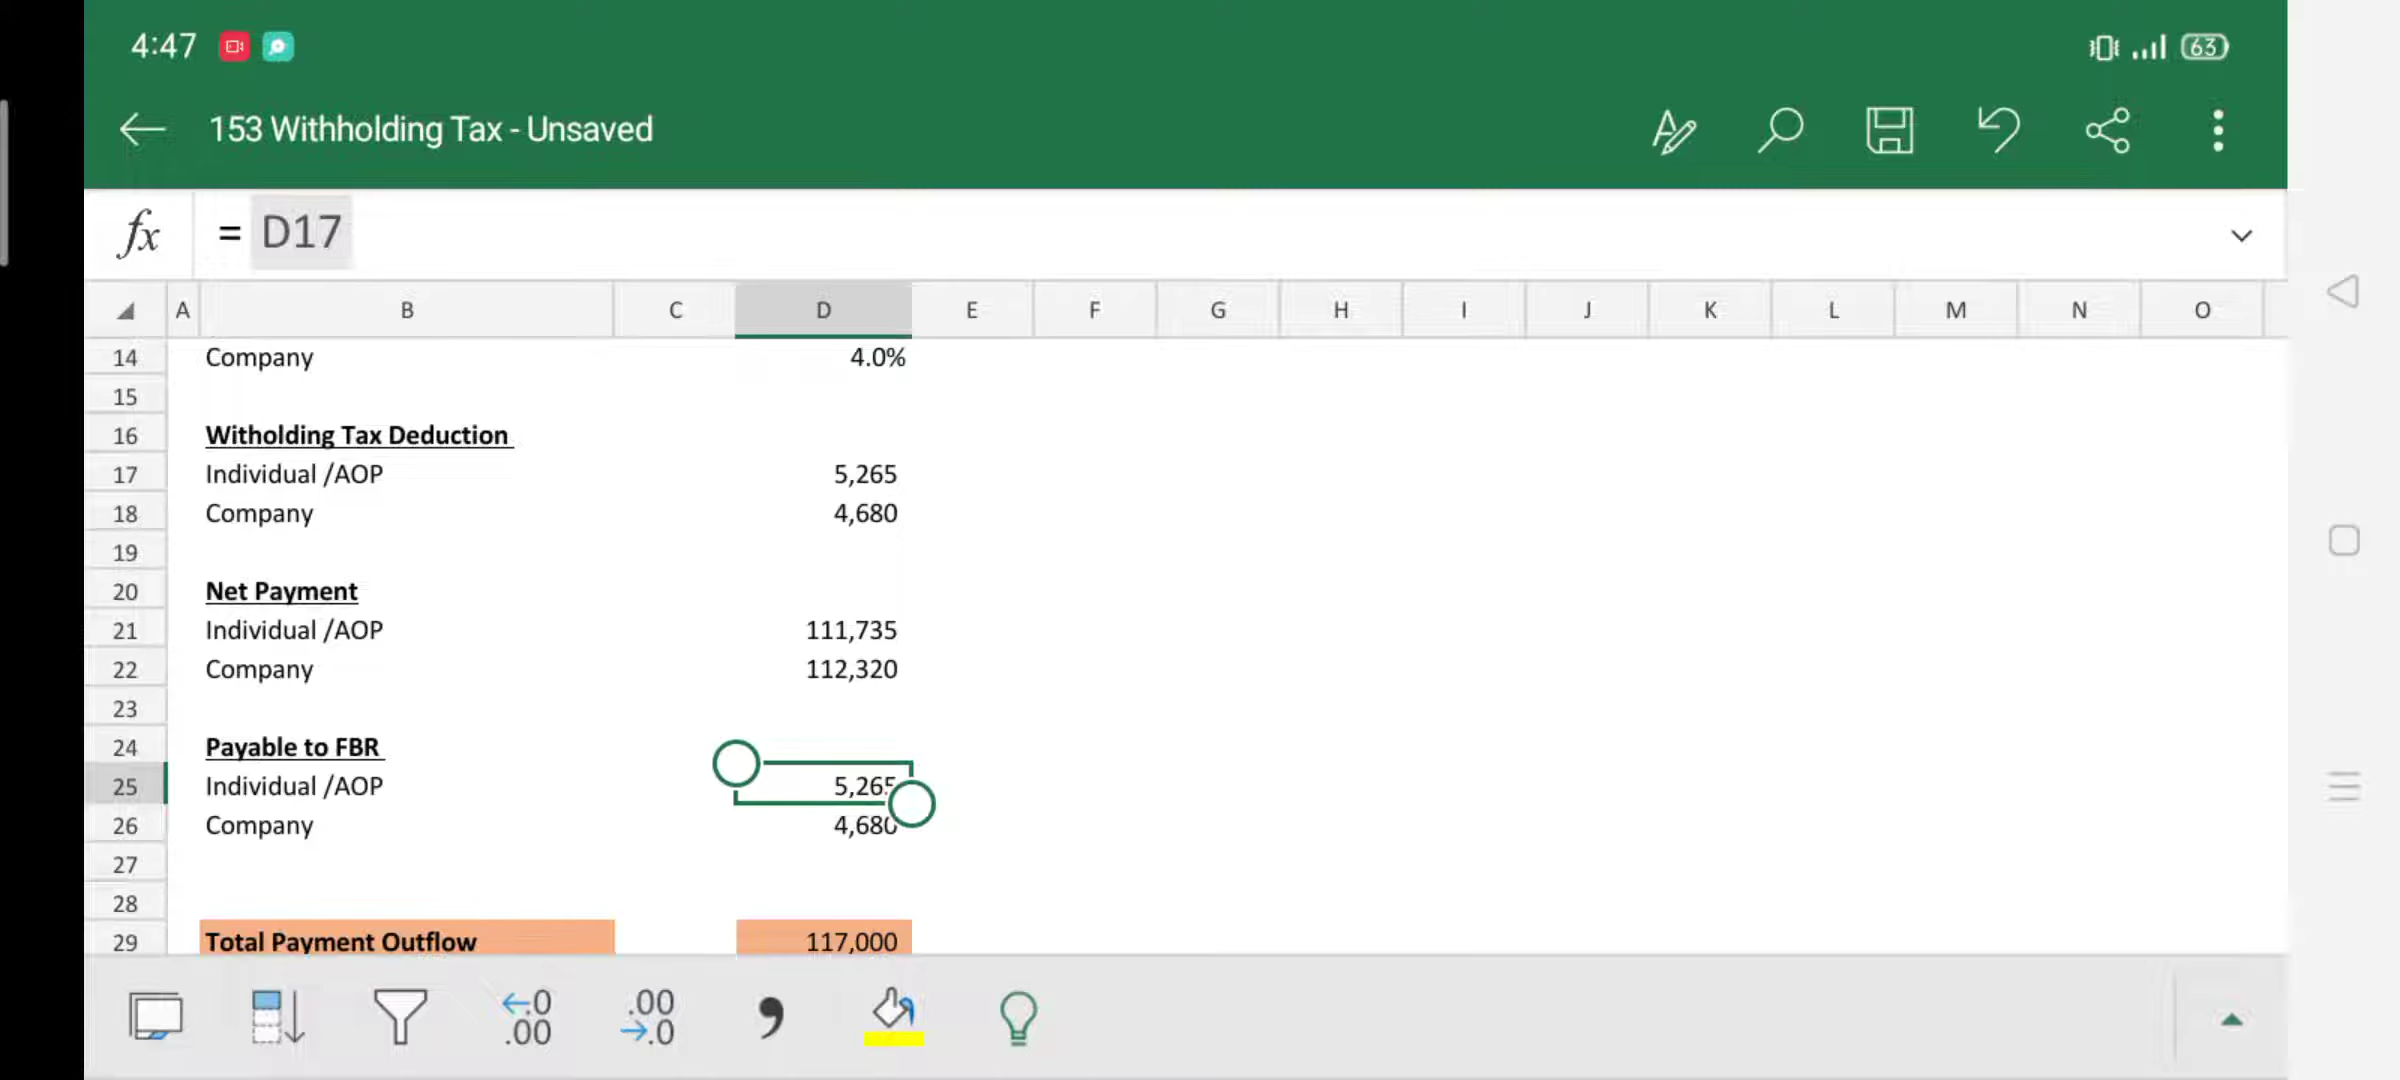 4:47 63
153 Withholding Tax - Unsaved
fx = D17
A B C D E F G H I J K L M N O
14 Company 4.0%
15
16 Witholding Tax Deduction
17 Individual /AOP 5,265
18 Company 4,680
19
20 Net Payment
21 Individual /AOP 111,735
22 Company 112,320
23
24 Payable to FBR
25 Individual /AOP 5,265
26 Company 4,680
27
28
29 Total Payment Outflow 117,000
←.0 .00
.00 →.0
,